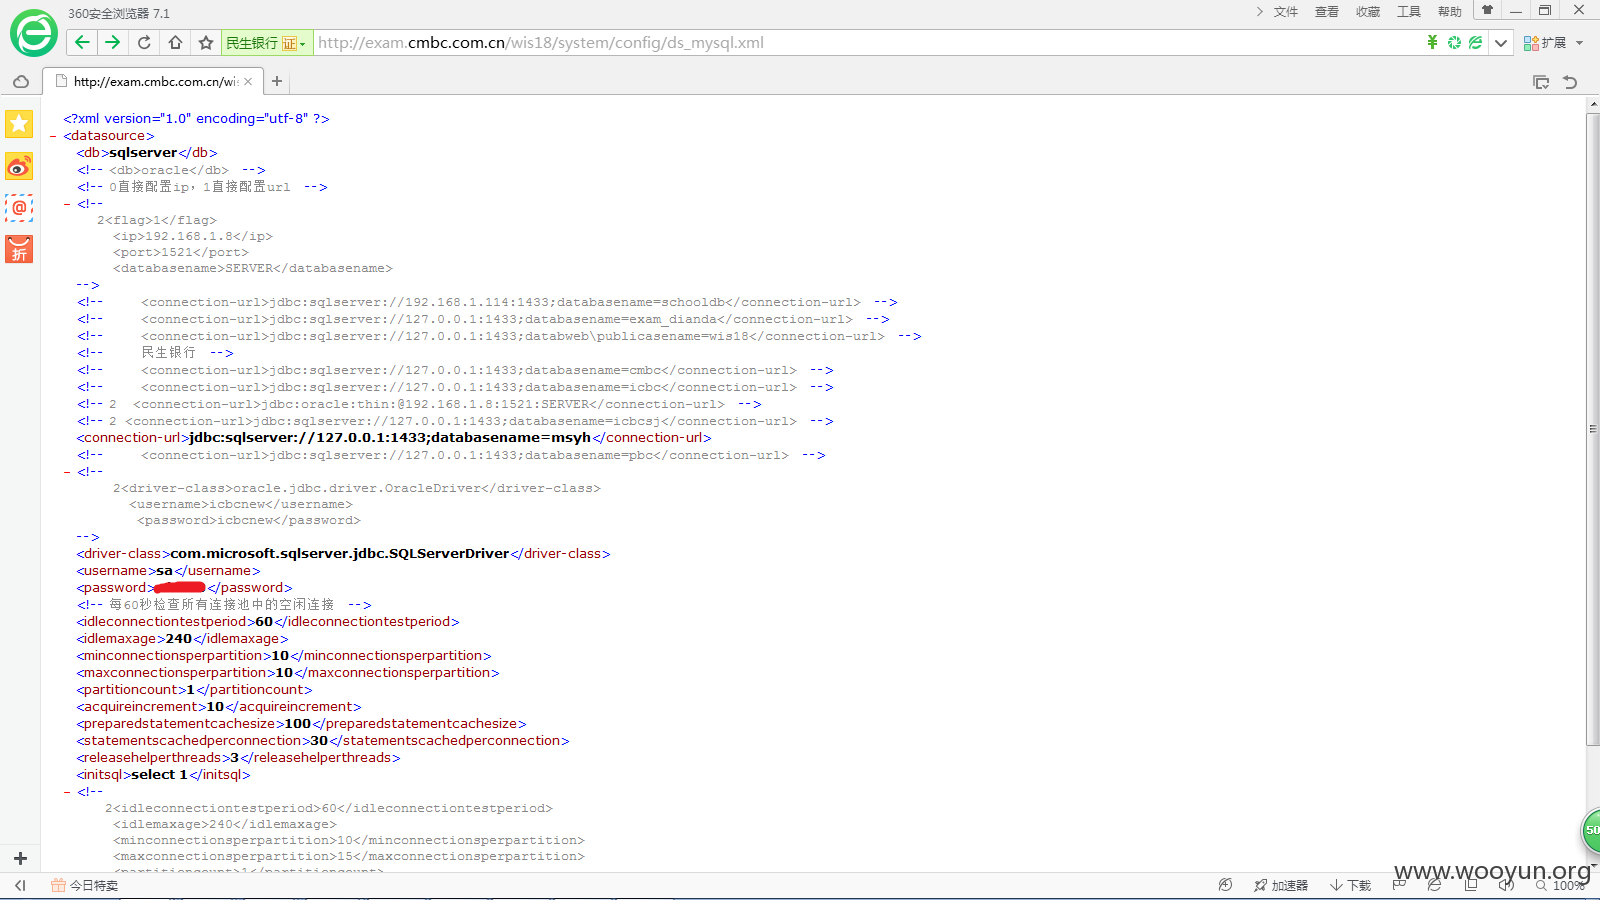 360安全浏览器 7.1
文件 查看 收藏 工具 帮助
民生银行 证 http://exam.cmbc.com.cn/wis18/system/config/ds_mysql.xml
扩展
http://exam.cmbc.com.cn/wi
<?xml version="1.0" encoding="utf-8" ?>
- <datasource>
<db>sqlserver</db>
<!-- <db>oracle</db> -->
<!-- 0直接配置ip，1直接配置url -->
- <!--
2<flag>1</flag>
<ip>192.168.1.8</ip>
<port>1521</port>
<databasename>SERVER</databasename>
-->
<!-- <connection-url>jdbc:sqlserver://192.168.1.114:1433;databasename=schooldb</connection-url> -->
<!-- <connection-url>jdbc:sqlserver://127.0.0.1:1433;databasename=exam_dianda</connection-url> -->
<!-- <connection-url>jdbc:sqlserver://127.0.0.1:1433;databweb\publicasename=wis18</connection-url> -->
<!-- 民生银行 -->
<!-- <connection-url>jdbc:sqlserver://127.0.0.1:1433;databasename=cmbc</connection-url> -->
<!-- <connection-url>jdbc:sqlserver://127.0.0.1:1433;databasename=icbc</connection-url> -->
<!-- 2 <connection-url>jdbc:oracle:thin:@192.168.1.8:1521:SERVER</connection-url> -->
<!-- 2 <connection-url>jdbc:sqlserver://127.0.0.1:1433;databasename=icbcsj</connection-url> -->
<connection-url>jdbc:sqlserver://127.0.0.1:1433;databasename=msyh</connection-url>
<!-- <connection-url>jdbc:sqlserver://127.0.0.1:1433;databasename=pbc</connection-url> -->
- <!--
2<driver-class>oracle.jdbc.driver.OracleDriver</driver-class>
<username>icbcnew</username>
<password>icbcnew</password>
-->
<driver-class>com.microsoft.sqlserver.jdbc.SQLServerDriver</driver-class>
<username>sa</username>
<password></password>
<!-- 每60秒检查所有连接池中的空闲连接 -->
<idleconnectiontestperiod>60</idleconnectiontestperiod>
<idlemaxage>240</idlemaxage>
<minconnectionsperpartition>10</minconnectionsperpartition>
<maxconnectionsperpartition>10</maxconnectionsperpartition>
<partitioncount>1</partitioncount>
<acquireincrement>10</acquireincrement>
<preparedstatementcachesize>100</preparedstatementcachesize>
<statementscachedperconnection>30</statementscachedperconnection>
<releasehelperthreads>3</releasehelperthreads>
<initsql>select 1</initsql>
- <!--
2<idleconnectiontestperiod>60</idleconnectiontestperiod>
<idlemaxage>240</idlemaxage>
<minconnectionsperpartition>10</minconnectionsperpartition>
<maxconnectionsperpartition>15</maxconnectionsperpartition>
<partitioncount>1</partitioncount>
@
折
50
www.wooyun.org
今日特卖 加速器 下载 100%